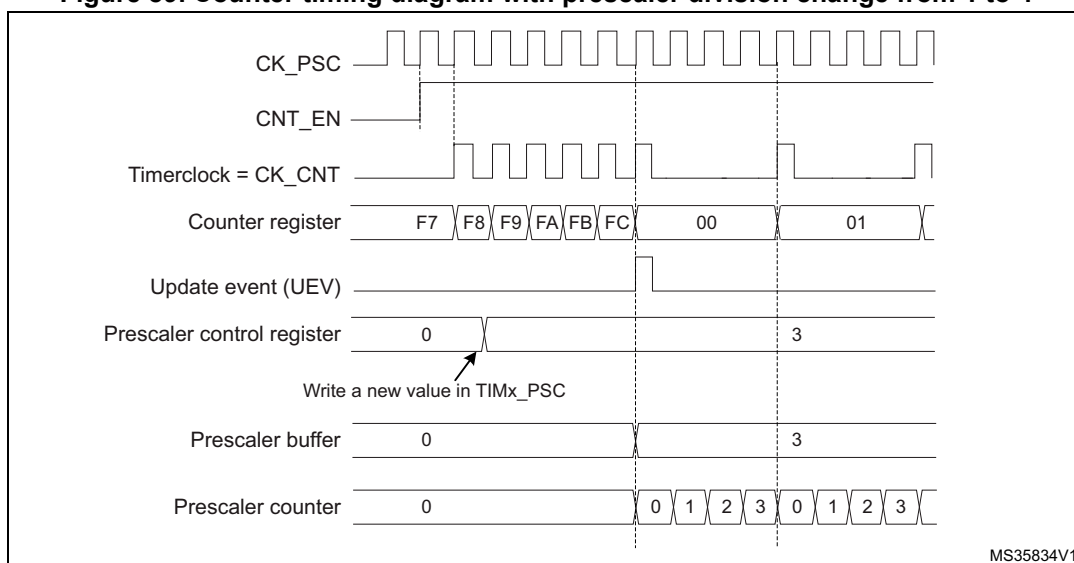 Figure Counter timing diagram with prescaler division change from 1 to 4
CK_PSC
CNT_EN
Timerclock = CK_CNT
Counter register F7 F8 F9 FA FB FC 00 01
Update event (UEV)
Prescaler control register 0 3
Write a new value in TIMx_PSC
Prescaler buffer 0 3
Prescaler counter 0 0 1 2 3 0 1 2 3
MS35834V1